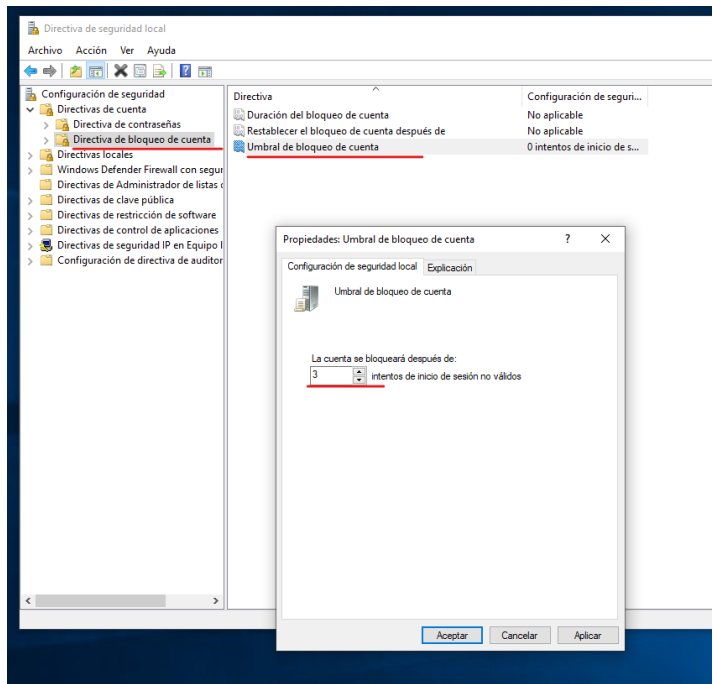 Directiva de seguridad local
Archivo Acción Ver Ayuda
Configuración de seguridad
Directivas de cuenta
Directiva de contraseñas
Directiva de bloqueo de cuenta
Directivas locales
Windows Defender Firewall con segur
Directivas de Administrador de listas c
Directivas de clave pública
Directivas de restricción de software
Directivas de control de aplicaciones
Directivas de seguridad IP en Equipo l
Configuración de directiva de auditor
Directiva Configuración de seguri...
Duración del bloqueo de cuenta No aplicable
Restablecer el bloqueo de cuenta después de No aplicable
Umbral de bloqueo de cuenta 0 intentos de inicio de s...
Propiedades: Umbral de bloqueo de cuenta ? ×
Configuración de seguridad local Explicación
Umbral de bloqueo de cuenta
La cuenta se bloqueará después de:
3 intentos de inicio de sesión no válidos
Aceptar Cancelar Aplicar